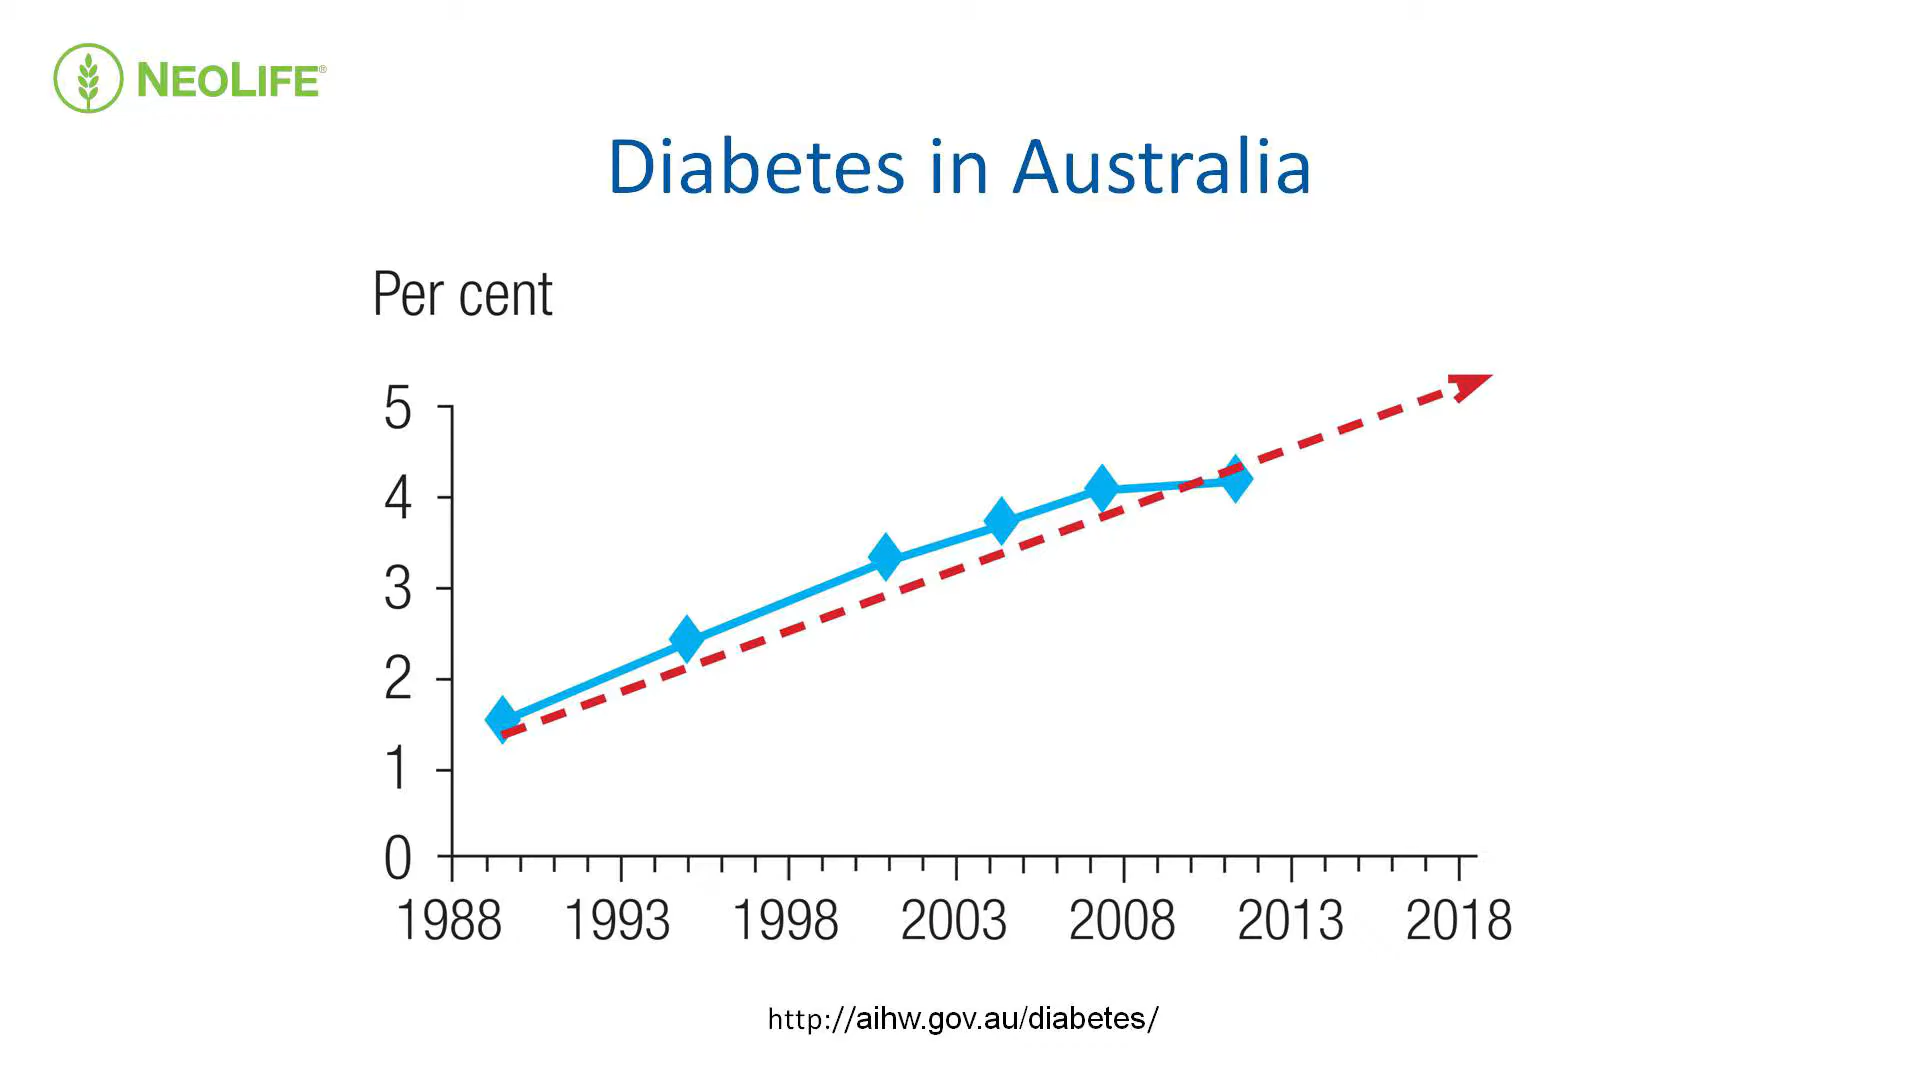 NEOLIFE®
Diabetes in Australia
Per cent
5
4
3
2
1
0
1988 1993 1998 2003 2008 2013 2018
http://aihw.gov.au/diabetes/